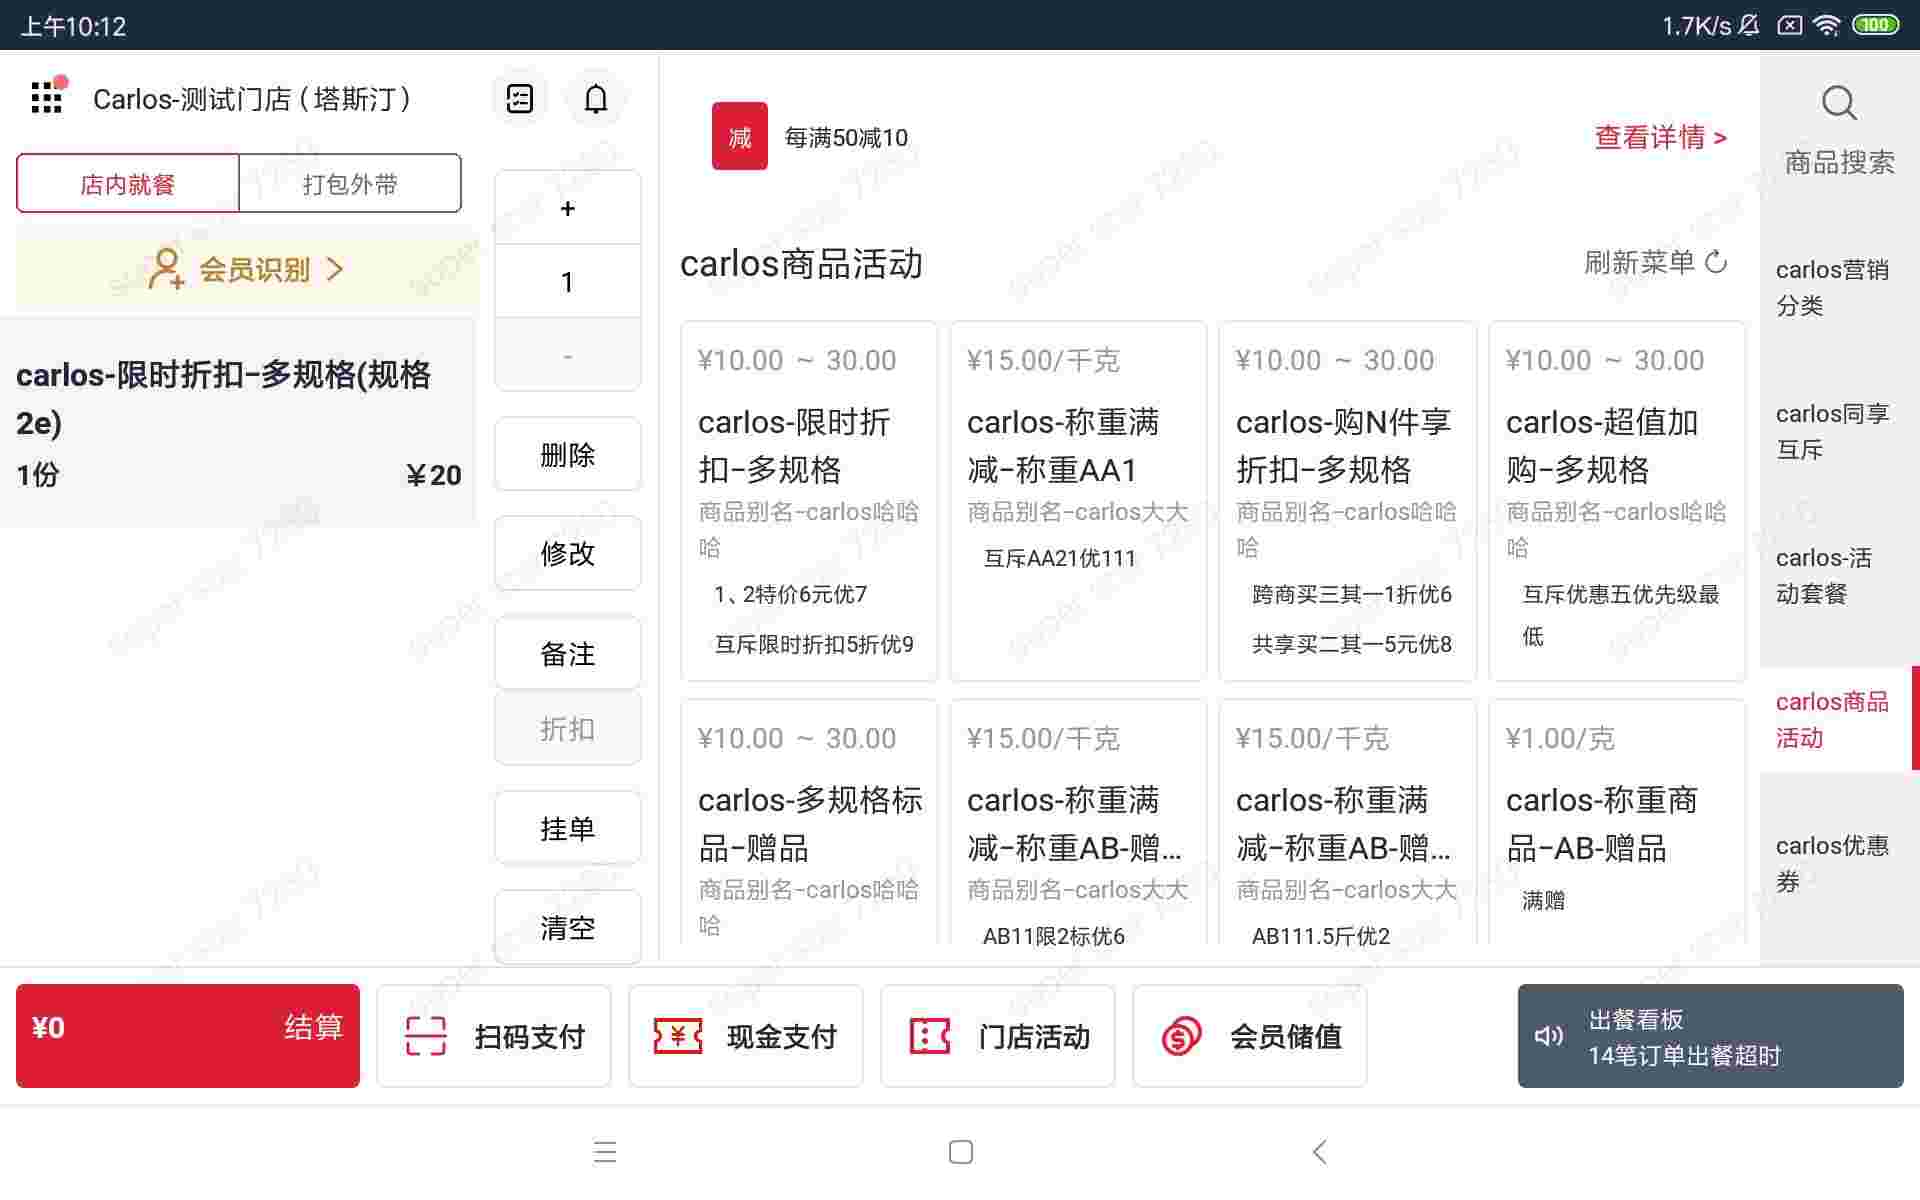 上午10:12
1.7K/s
100
Carlos-测试门店（塔斯汀）
店内就餐
打包外带
会员识别
carlos-限时折扣-多规格(规格
2e)
1份
￥20
+
1
-
删除
修改
备注
折扣
挂单
清空
减
每满50减10
查看详情 >
carlos商品活动
刷新菜单
¥10.00 ~ 30.00
carlos-限时折
扣-多规格
商品别名-carlos哈哈
哈
1、2特价6元优7
互斥限时折扣5折优9
¥15.00/千克
carlos-称重满
减-称重AA1
商品别名-carlos大大
互斥AA21优111
¥10.00 ~ 30.00
carlos-购N件享
折扣-多规格
商品别名-carlos哈哈
哈
跨商买三其一1折优6
共享买二其一5元优8
¥10.00 ~ 30.00
carlos-超值加
购-多规格
商品别名-carlos哈哈
哈
互斥优惠五优先级最
低
¥10.00 ~ 30.00
carlos-多规格标
品-赠品
商品别名-carlos哈哈
哈
¥15.00/千克
carlos-称重满
减-称重AB-赠...
商品别名-carlos大大
AB11限2标优6
¥15.00/千克
carlos-称重满
减-称重AB-赠...
商品别名-carlos大大
AB111.5斤优2
¥1.00/克
carlos-称重商
品-AB-赠品
满赠
商品搜索
carlos营销
分类
carlos同享
互斥
carlos-活
动套餐
carlos商品
活动
carlos优惠
券
¥0
结算
扫码支付
现金支付
门店活动
会员储值
出餐看板
14笔订单出餐超时